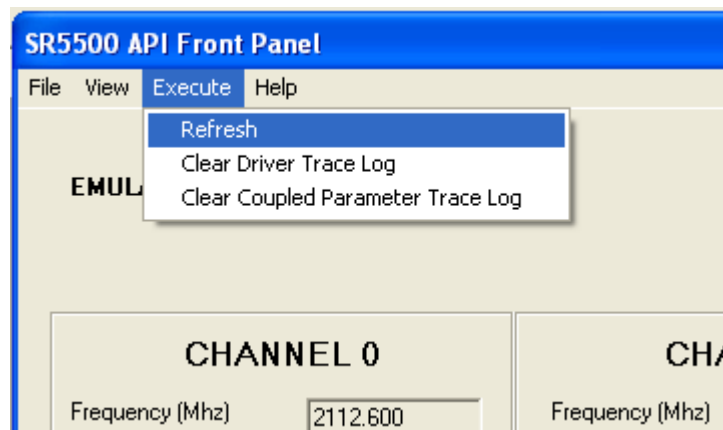 SR5500 API Front Panel
File View Execute Help
Refresh
Clear Driver Trace Log
Clear Coupled Parameter Trace Log
CHANNEL 0
Frequency (Mhz) 2112.600 Frequency (Mhz)